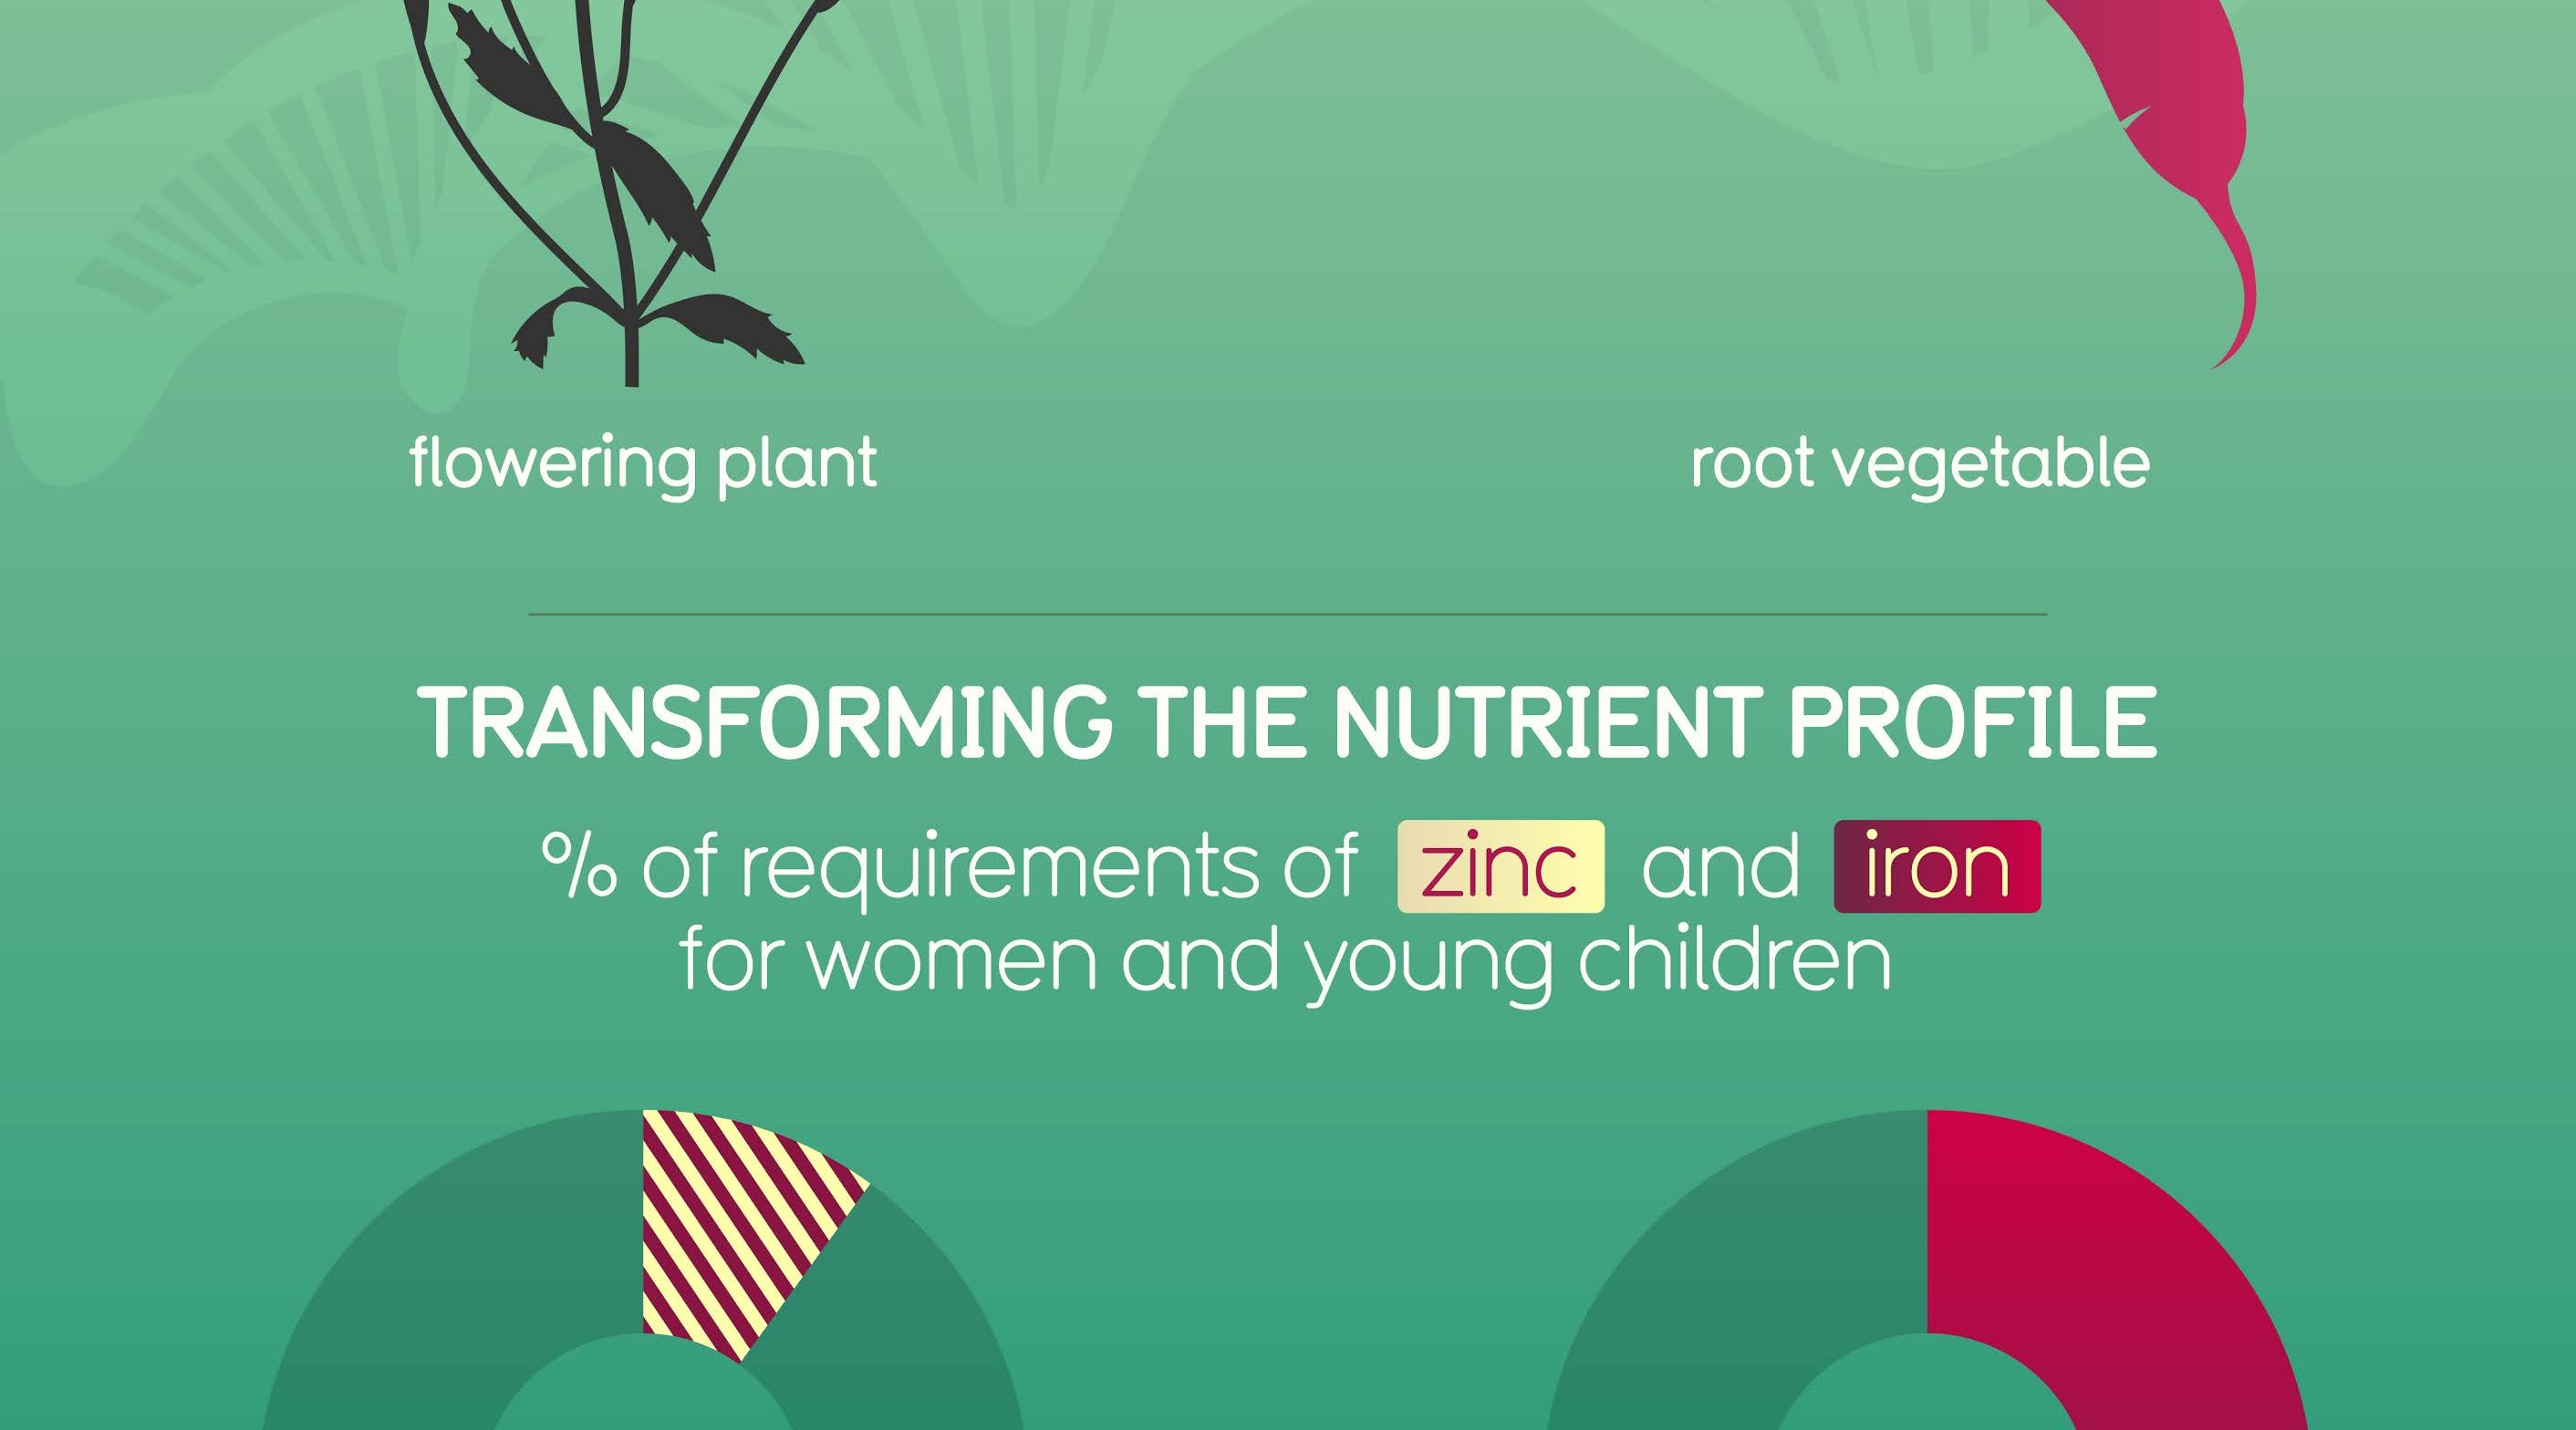 flowering plant
root vegetable
TRANSFORMING THE NUTRIENT PROFILE
% of requirements of zinc and iron
for women and young children